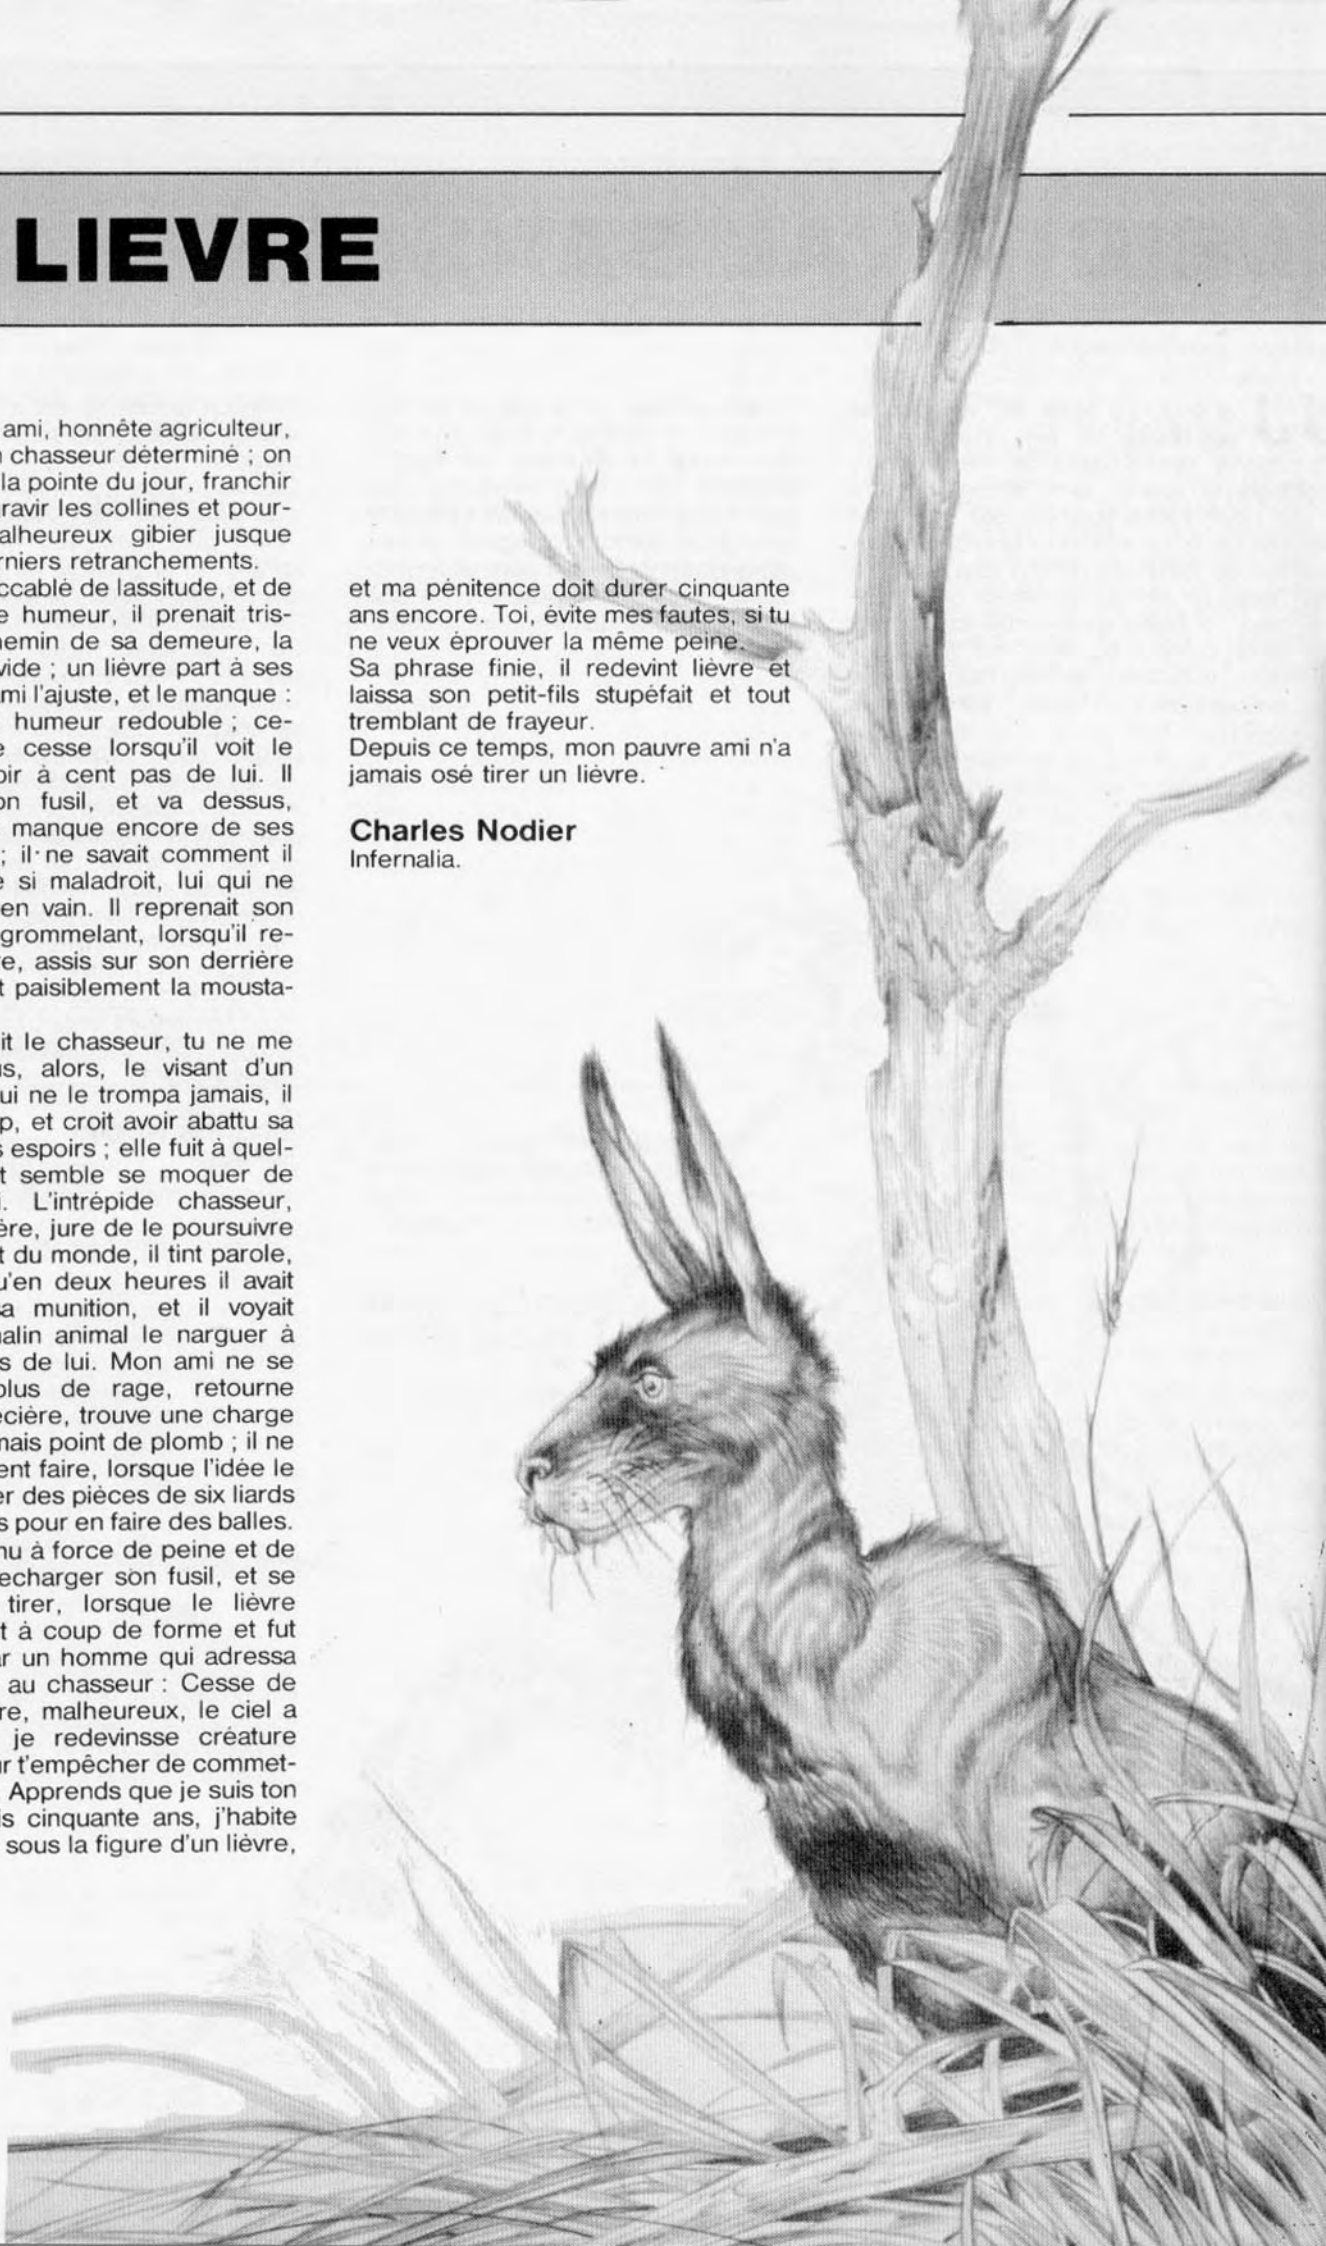 LIEVRE
ami, honnête agriculteur,
chasseur déterminé ; on
la pointe du jour, franchir
ravir les collines et pour-
alheureux gibier jusque
rniers retranchements.
ccablé de lassitude, et de
e humeur, il prenait tris-
emin de sa demeure, la
vide ; un lièvre part à ses
mi l'ajuste, et le manque :
humeur redouble ; ce-
e cesse lorsqu'il voit le
oir à cent pas de lui. Il
on fusil, et va dessus,
manque encore de ses
; il ne savait comment il
e si maladroit, lui qui ne
en vain. Il reprenait son
grommelant, lorsqu'il re-
re, assis sur son derrière
t paisiblement la mousta-
it le chasseur, tu ne me
us, alors, le visant d'un
ui ne le trompa jamais, il
p, et croit avoir abattu sa
s espoirs ; elle fuit à quel-
t semble se moquer de
i. L'intrépide chasseur,
ère, jure de le poursuivre
t du monde, il tint parole,
u'en deux heures il avait
sa munition, et il voyait
alin animal le narguer à
s de lui. Mon ami ne se
plus de rage, retourne
ecière, trouve une charge
mais point de plomb ; il ne
ent faire, lorsque l'idée le
er des pièces de six liards
s pour en faire des balles.
nu à force de peine et de
echarger son fusil, et se
tirer, lorsque le lièvre
t à coup de forme et fut
ar un homme qui adressa
au chasseur : Cesse de
re, malheureux, le ciel a
je redevinsse créature
ur t'empêcher de commet-
. Apprends que je suis ton
is cinquante ans, j'habite
sous la figure d'un lièvre,
et ma pénitence doit durer cinquante
ans encore. Toi, évite mes fautes, si tu
ne veux éprouver la même peine.
Sa phrase finie, il redevint lièvre et
laissa son petit-fils stupéfait et tout
tremblant de frayeur.
Depuis ce temps, mon pauvre ami n'a
jamais osé tirer un lièvre.
Charles Nodier
Infernalia.